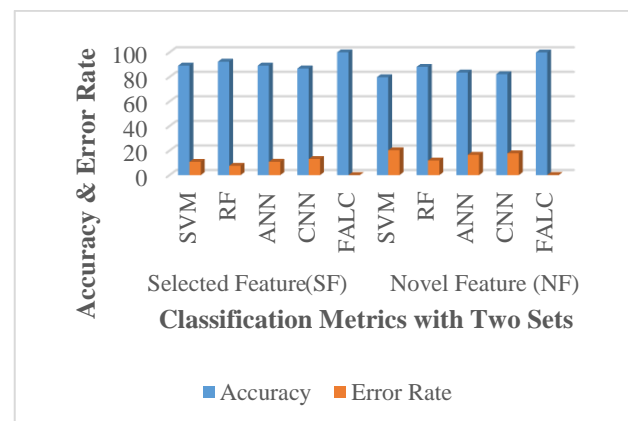 Accuracy & Error Rate
100
80
60
40
20
0
SVM
RF
ANN
CNN
FALC
SVM
RF
ANN
CNN
FALC
Selected Feature(SF)
Novel Feature (NF)
Classification Metrics with Two Sets
Accuracy
Error Rate